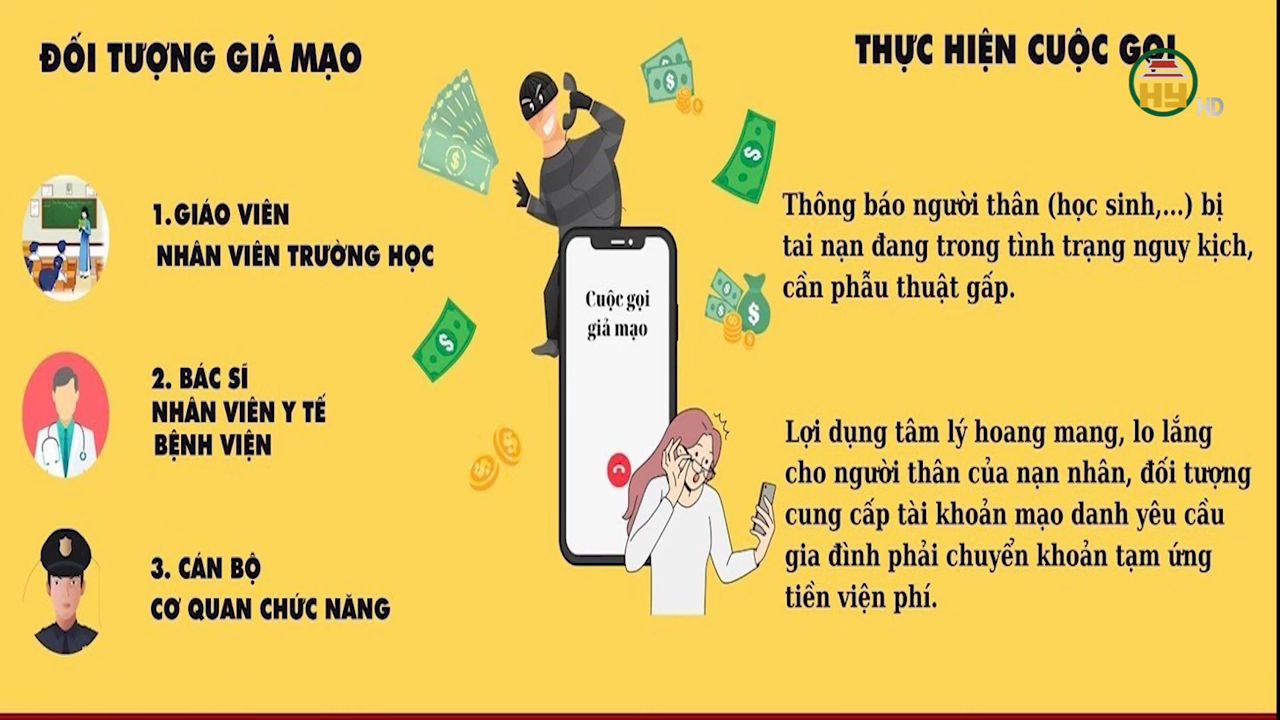 ĐỐI TƯỢNG GIẢ MẠO
1.GIÁO VIÊN
NHÂN VIÊN TRƯỜNG HỌC
2. BÁC SĨ
NHÂN VIÊN Y TẾ
BỆNH VIỆN
3. CÁN BỘ
CƠ QUAN CHỨC NĂNG
Cuộc gọi
giả mạo
THỰC HIỆN CUỘC GỌI
HY HD
Thông báo người thân (học sinh,...) bị
tai nạn đang trong tình trạng nguy kịch,
cần phẫu thuật gấp.
Lợi dụng tâm lý hoang mang, lo lắng
cho người thân của nạn nhân, đối tượng
cung cấp tài khoản mạo danh yêu cầu
gia đình phải chuyển khoản tạm ứng
tiền viện phí.